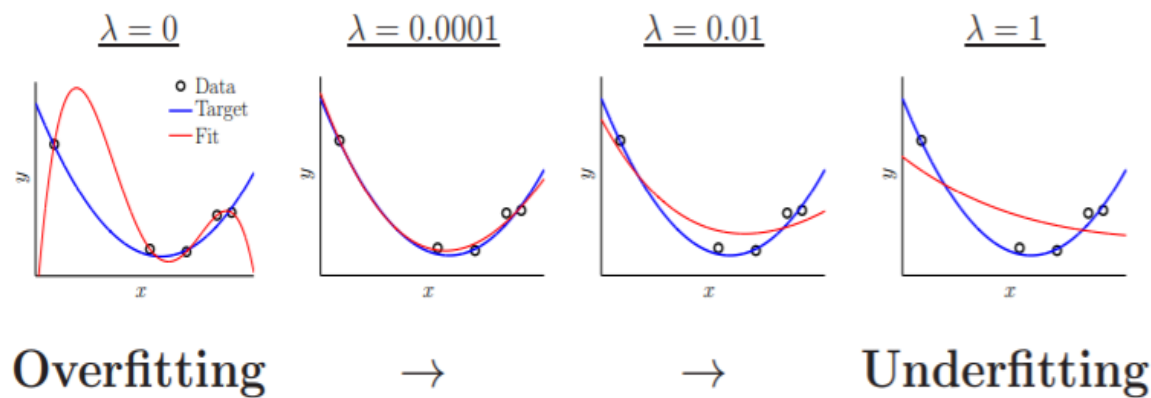 λ = 0
λ = 0.0001
λ = 0.01
λ = 1
Data
Target
Fit
y
x
y
x
y
x
y
x
Overfitting → → Underfitting